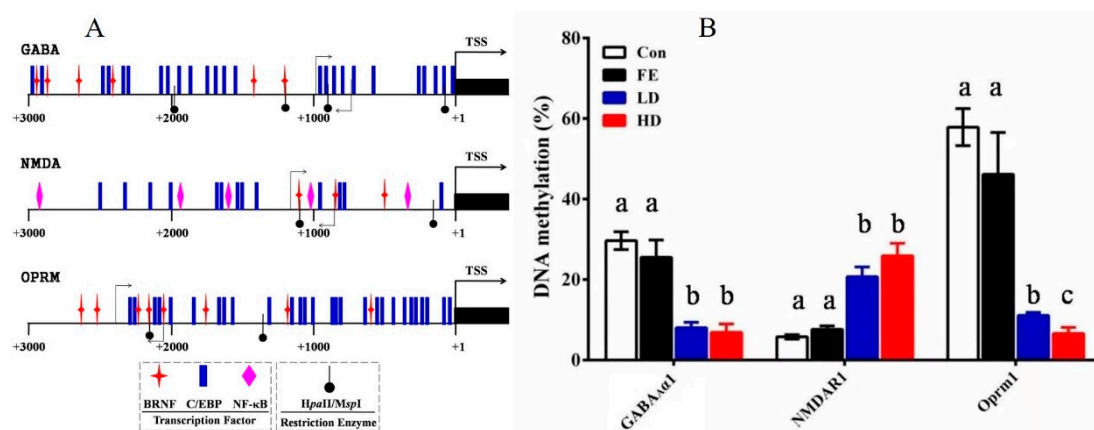 A
GABA
TSS
+3000
+2000
+1000
+1
NMDA
TSS
+3000
+2000
+1000
+1
OPRM
TSS
+3000
+2000
+1000
+1
BRNF C/EBP NF-κB
Transcription Factor
HpaII/MspI
Restriction Enzyme
B
DNA methylation (%)
80
60
40
20
0
Con
FE
LD
HD
a a b b
a a b b
a a b c
GABAAα1
NMDAR1
Oprm1